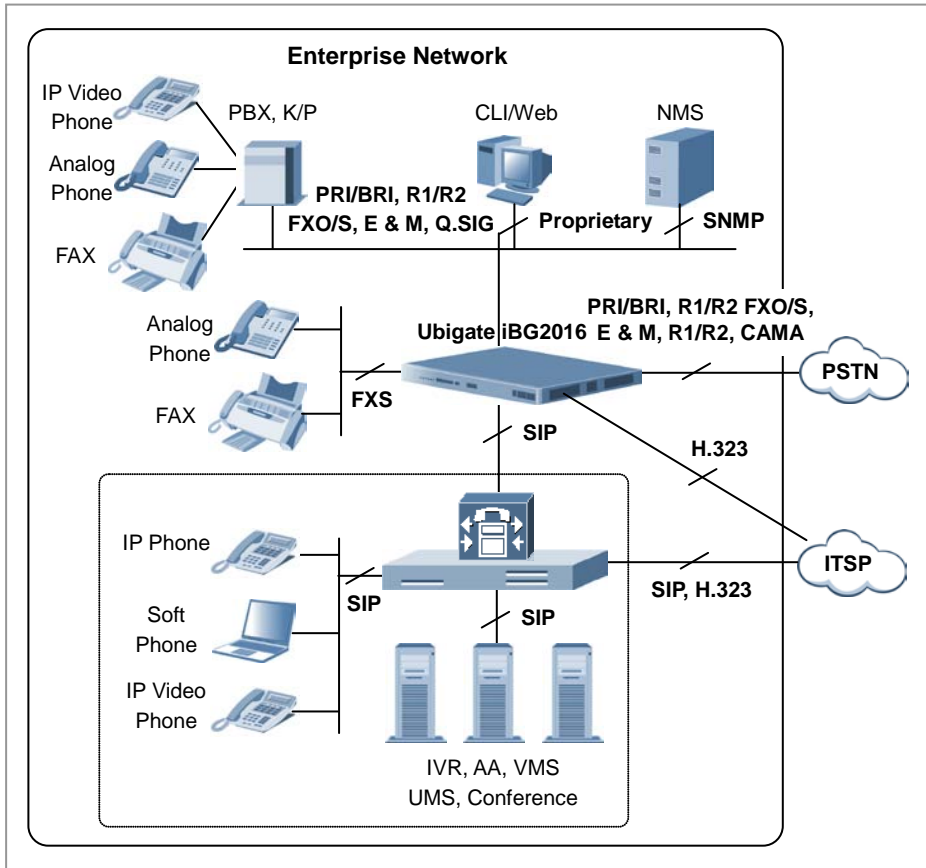 Enterprise Network
IP Video
Phone
PBX, K/P
CLI/Web
NMS
Analog
Phone
PRI/BRI, R1/R2
FXO/S, E & M, Q.SIG
Proprietary
SNMP
FAX
Analog
Phone
Ubigate iBG2016
PRI/BRI, R1/R2 FXO/S,
E & M, R1/R2, CAMA
PSTN
FXS
FAX
SIP
H.323
IP Phone
SIP
SIP, H.323
ITSP
Soft
Phone
SIP
IP Video
Phone
IVR, AA, VMS
UMS, Conference